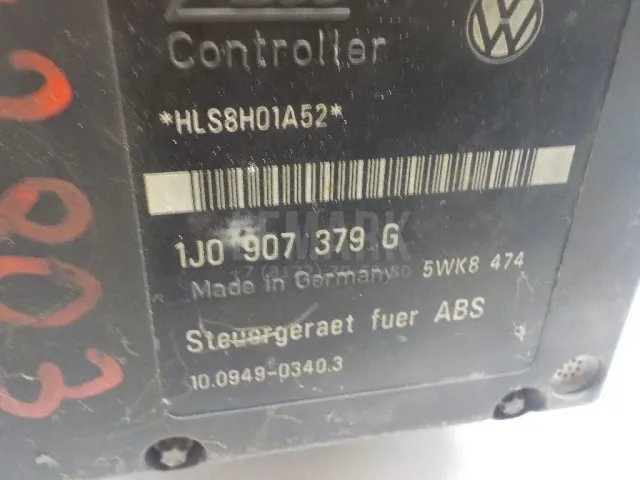 Controller
*HLS8H01A52*
1J0 907 379 G
Made in Germany 5WK8 474
Steuergeraet fuer ABS
10.0949-0340.3